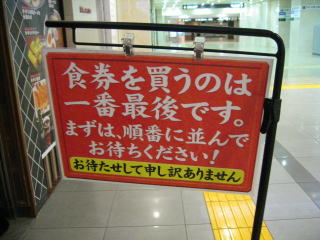 食券を買うのは
一番最後です。
まずは、順番に並んで
お待ちください!
お待たせして申し訳ありません